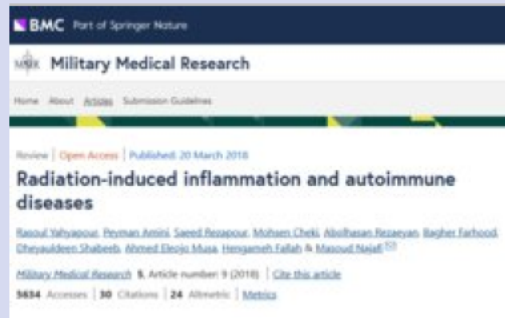 BMC Part of Springer Nature
Military Medical Research
Home About Articles Submission Guidelines
Review | Open Access | Published: 20 March 2018
Radiation-induced inflammation and autoimmune
diseases
Rasoul Yahyapour, Peyman Amini, Saeed Rezapour, Mohsen Cheki, Abolhasan Rezaeyan, Bagher Farhood,
Dheyauldeen Shabeeb, Ahmed Eleojo Musa, Hengameh Fallah & Masoud Najafi
Military Medical Research 5, Article number: 9 (2018) | Cite this article
5634 Accesses | 30 Citations | 24 Altmetric | Metrics